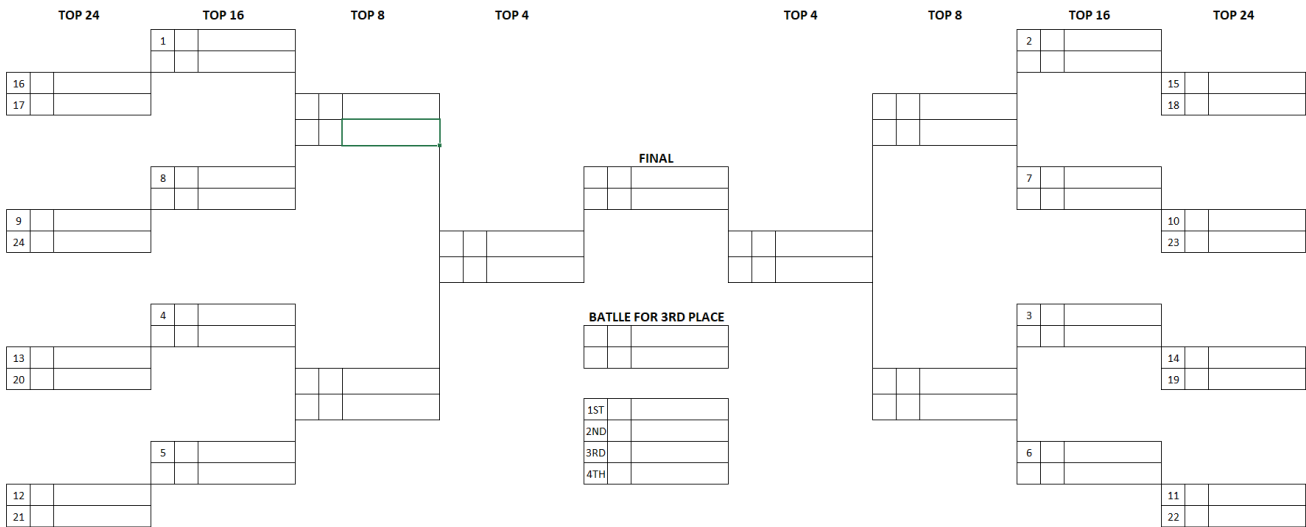 TOP 24 TOP 16 TOP 8 TOP 4 TOP 4 TOP 8 TOP 16 TOP 24
1 2
16 15
17 18
FINAL
8 7
9 10
24 23
4 BATLLE FOR 3RD PLACE 3
13 14
20 19
1ST
2ND
5 3RD 6
4TH
12 11
21 22